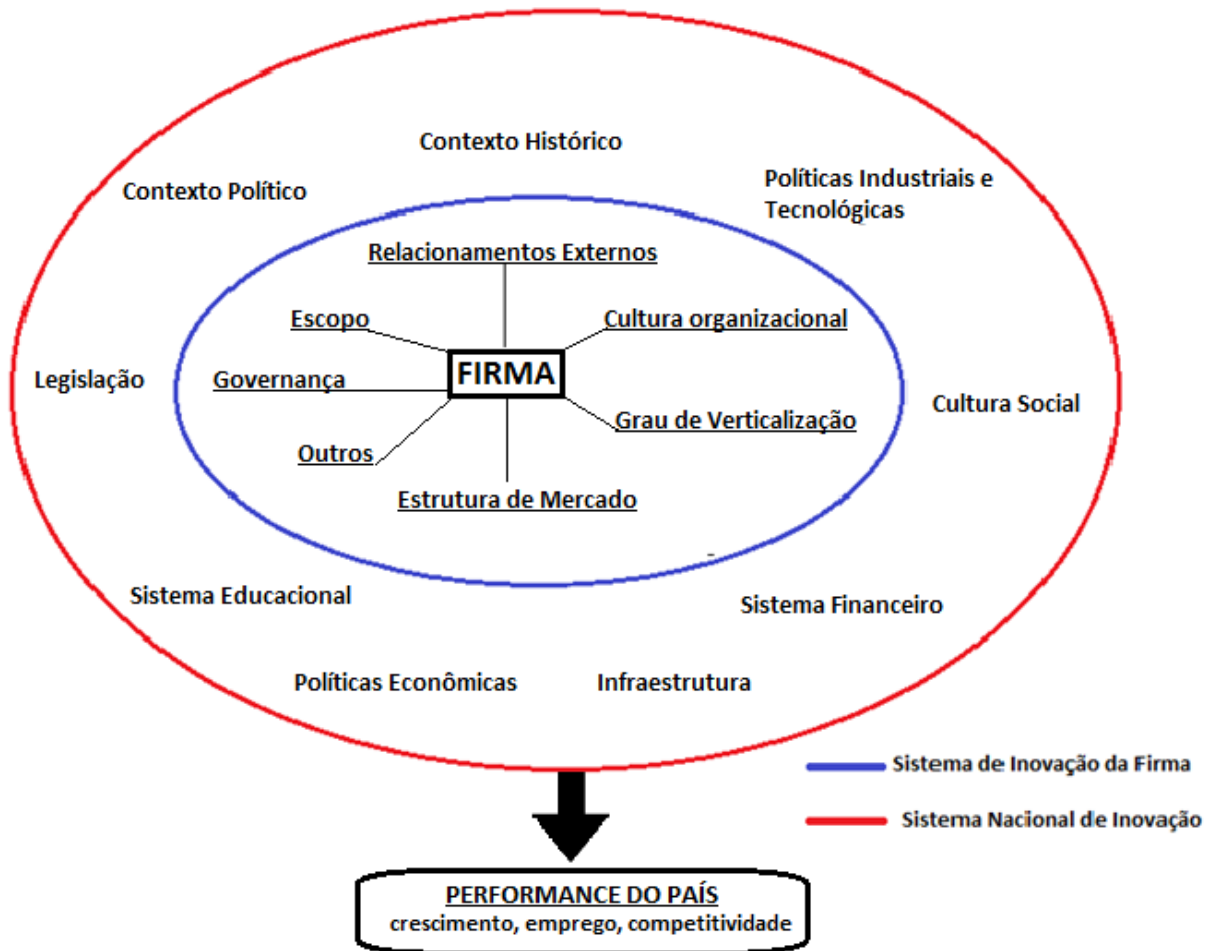 Contexto Histórico
Contexto Político
Políticas Industriais e
Tecnológicas
Relacionamentos Externos
Escopo
Cultura organizacional
FIRMA
Legislação
Governança
Cultura Social
Grau de Verticalização
Outros
Estrutura de Mercado
Sistema Educacional
Sistema Financeiro
Políticas Econômicas
Infraestrutura
Sistema de Inovação da Firma
Sistema Nacional de Inovação
PERFORMANCE DO PAÍS
crescimento, emprego, competitividade